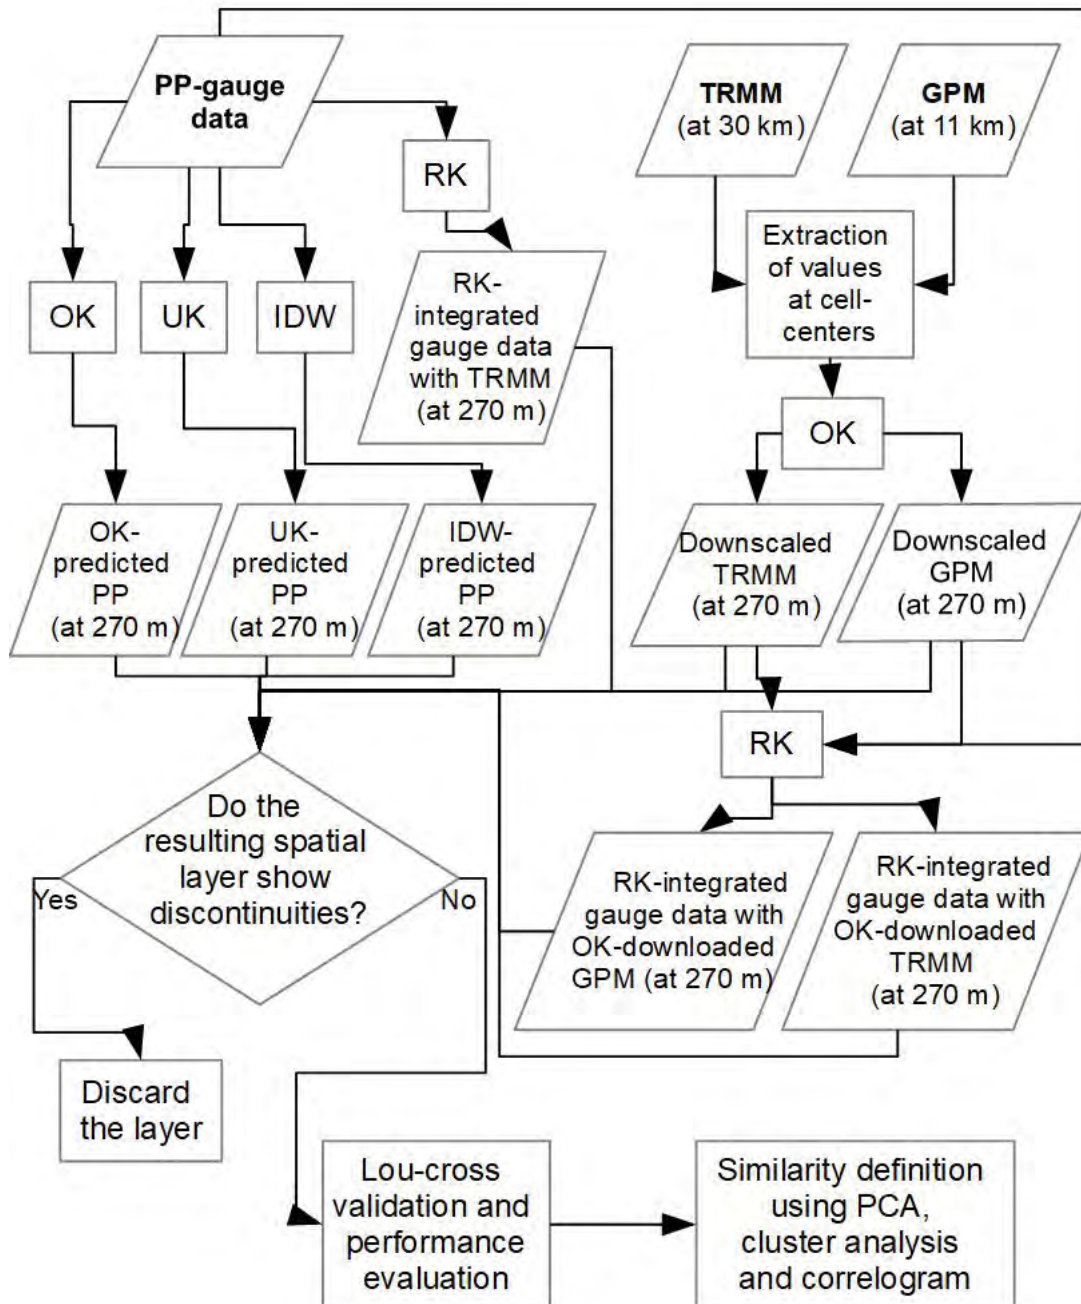 PP-gauge
data
TRMM
(at 30 km)
GPM
(at 11 km)
RK
Extraction
of values
at cell-
centers
OK
UK
IDW
RK-
integrated
gauge data
with TRMM
(at 270 m)
OK
OK-
predicted
PP
(at 270 m)
UK-
predicted
PP
(at 270 m)
IDW-
predicted
PP
(at 270 m)
Downscaled
TRMM
(at 270 m)
Downscaled
GPM
(at 270 m)
RK
Do the
resulting spatial
layer show
discontinuities?
Yes
No
RK-integrated
gauge data with
OK-downloaded
GPM (at 270 m)
RK-integrated
gauge data with
OK-downloaded
TRMM
(at 270 m)
Discard
the layer
Lou-cross
validation and
performance
evaluation
Similarity definition
using PCA,
cluster analysis
and correlogram